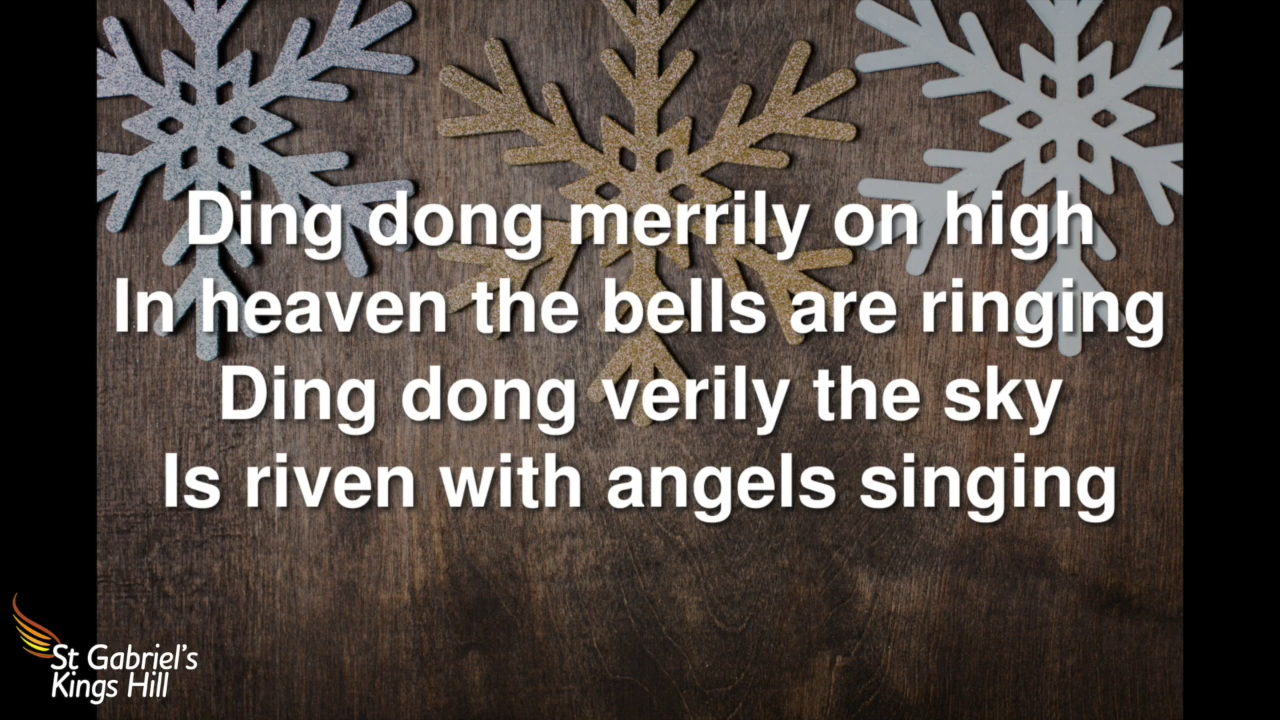 Ding dong merrily on high
In heaven the bells are ringing
Ding dong verily the sky
Is riven with angels singing
St Gabriel's
Kings Hill